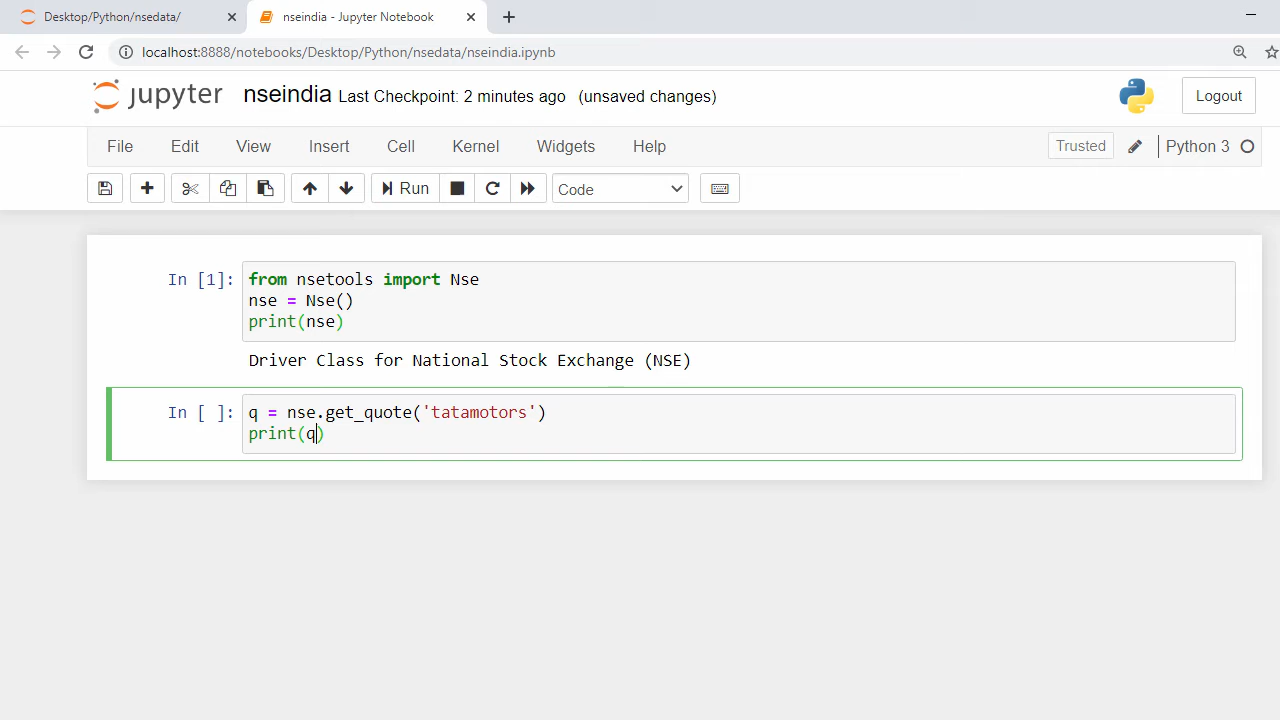 Desktop/Python/nsedata/
nseindia - Jupyter Notebook
localhost:8888/notebooks/Desktop/Python/nsedata/nseindia.ipynb
jupyter nseindia Last Checkpoint: 2 minutes ago (unsaved changes)
Logout
File Edit View Insert Cell Kernel Widgets Help
Trusted
Python 3
Run
Code
In [1]: from nsetools import Nse
nse = Nse()
print(nse)
Driver Class for National Stock Exchange (NSE)
In [ ]: q = nse.get_quote('tatamotors')
print(q)